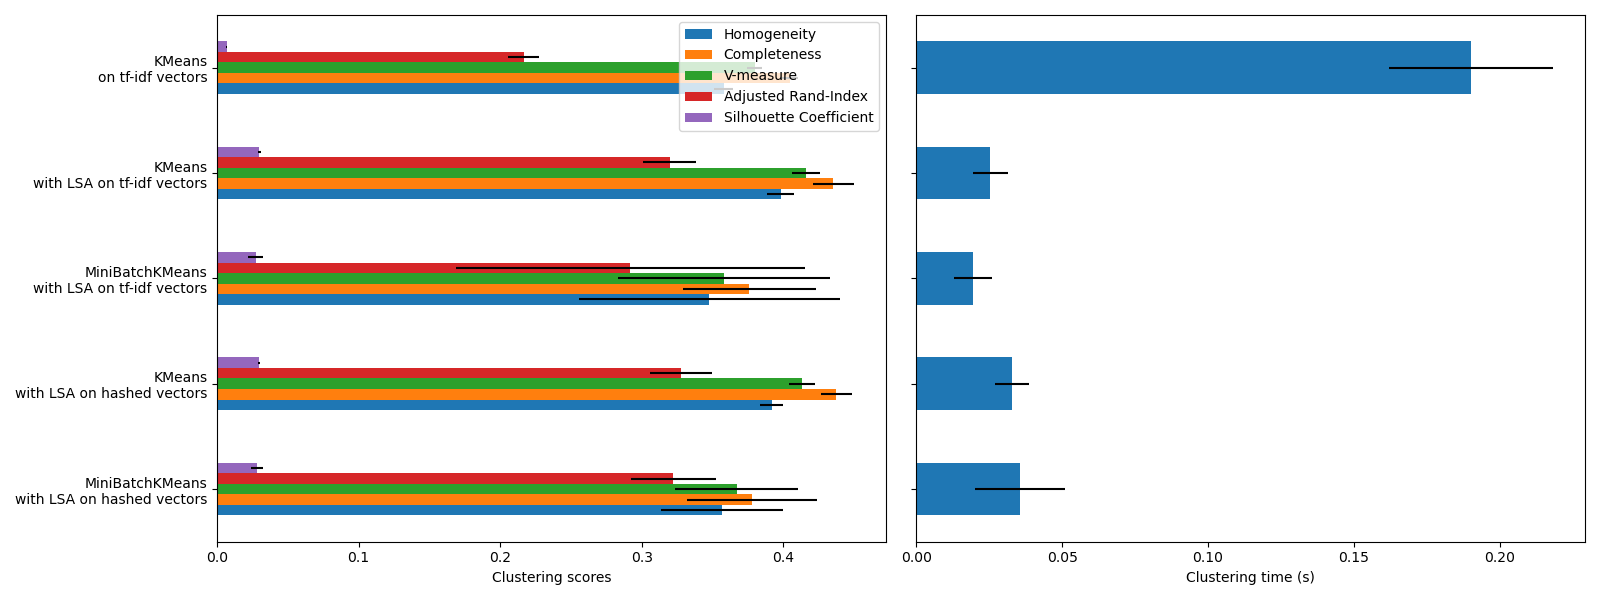 KMeans
on tf-idf vectors
KMeans
with LSA on tf-idf vectors
MiniBatchKMeans
with LSA on tf-idf vectors
KMeans
with LSA on hashed vectors
MiniBatchKMeans
with LSA on hashed vectors
Homogeneity
Completeness
V-measure
Adjusted Rand-Index
Silhouette Coefficient
0.0 0.1 0.2 0.3 0.4
Clustering scores
0.00 0.05 0.10 0.15 0.20
Clustering time (s)